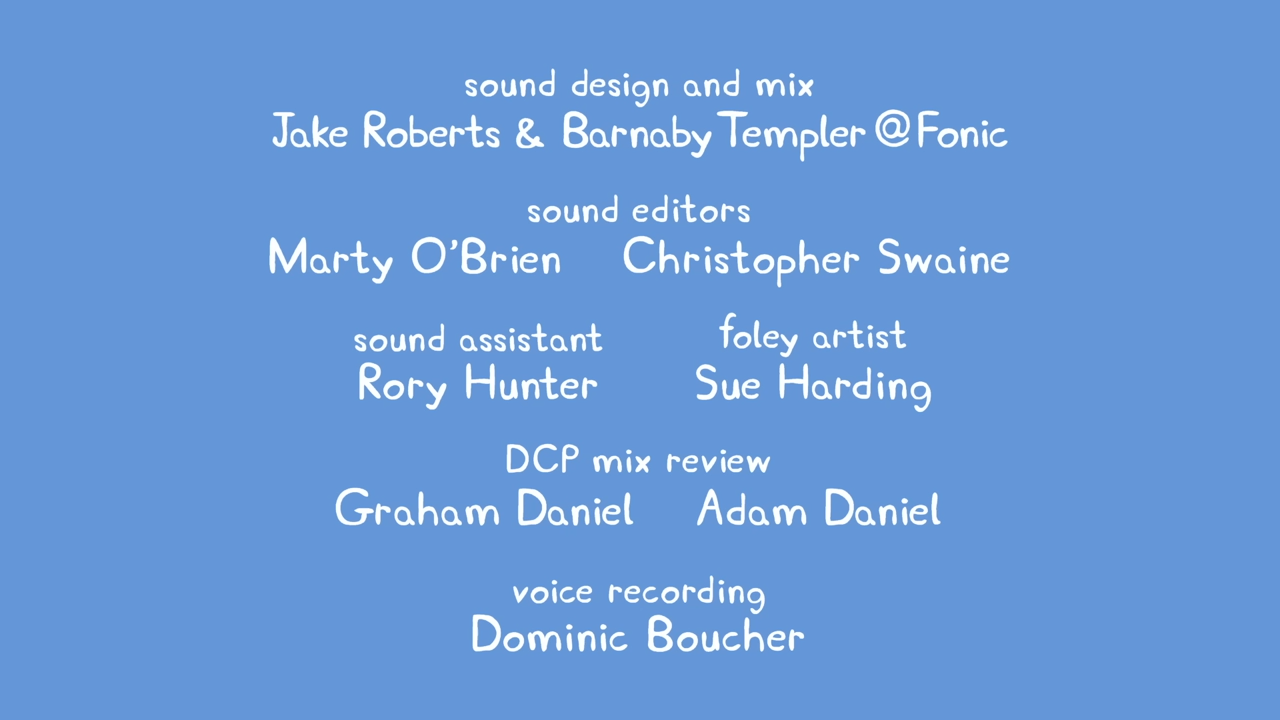 sound design and mix
Jake Roberts & Barnaby Templer @ Fonic
sound editors
Marty O'Brien Christopher Swaine
sound assistant foley artist
Rory Hunter Sue Harding
DCP mix review
Graham Daniel Adam Daniel
voice recording
Dominic Boucher